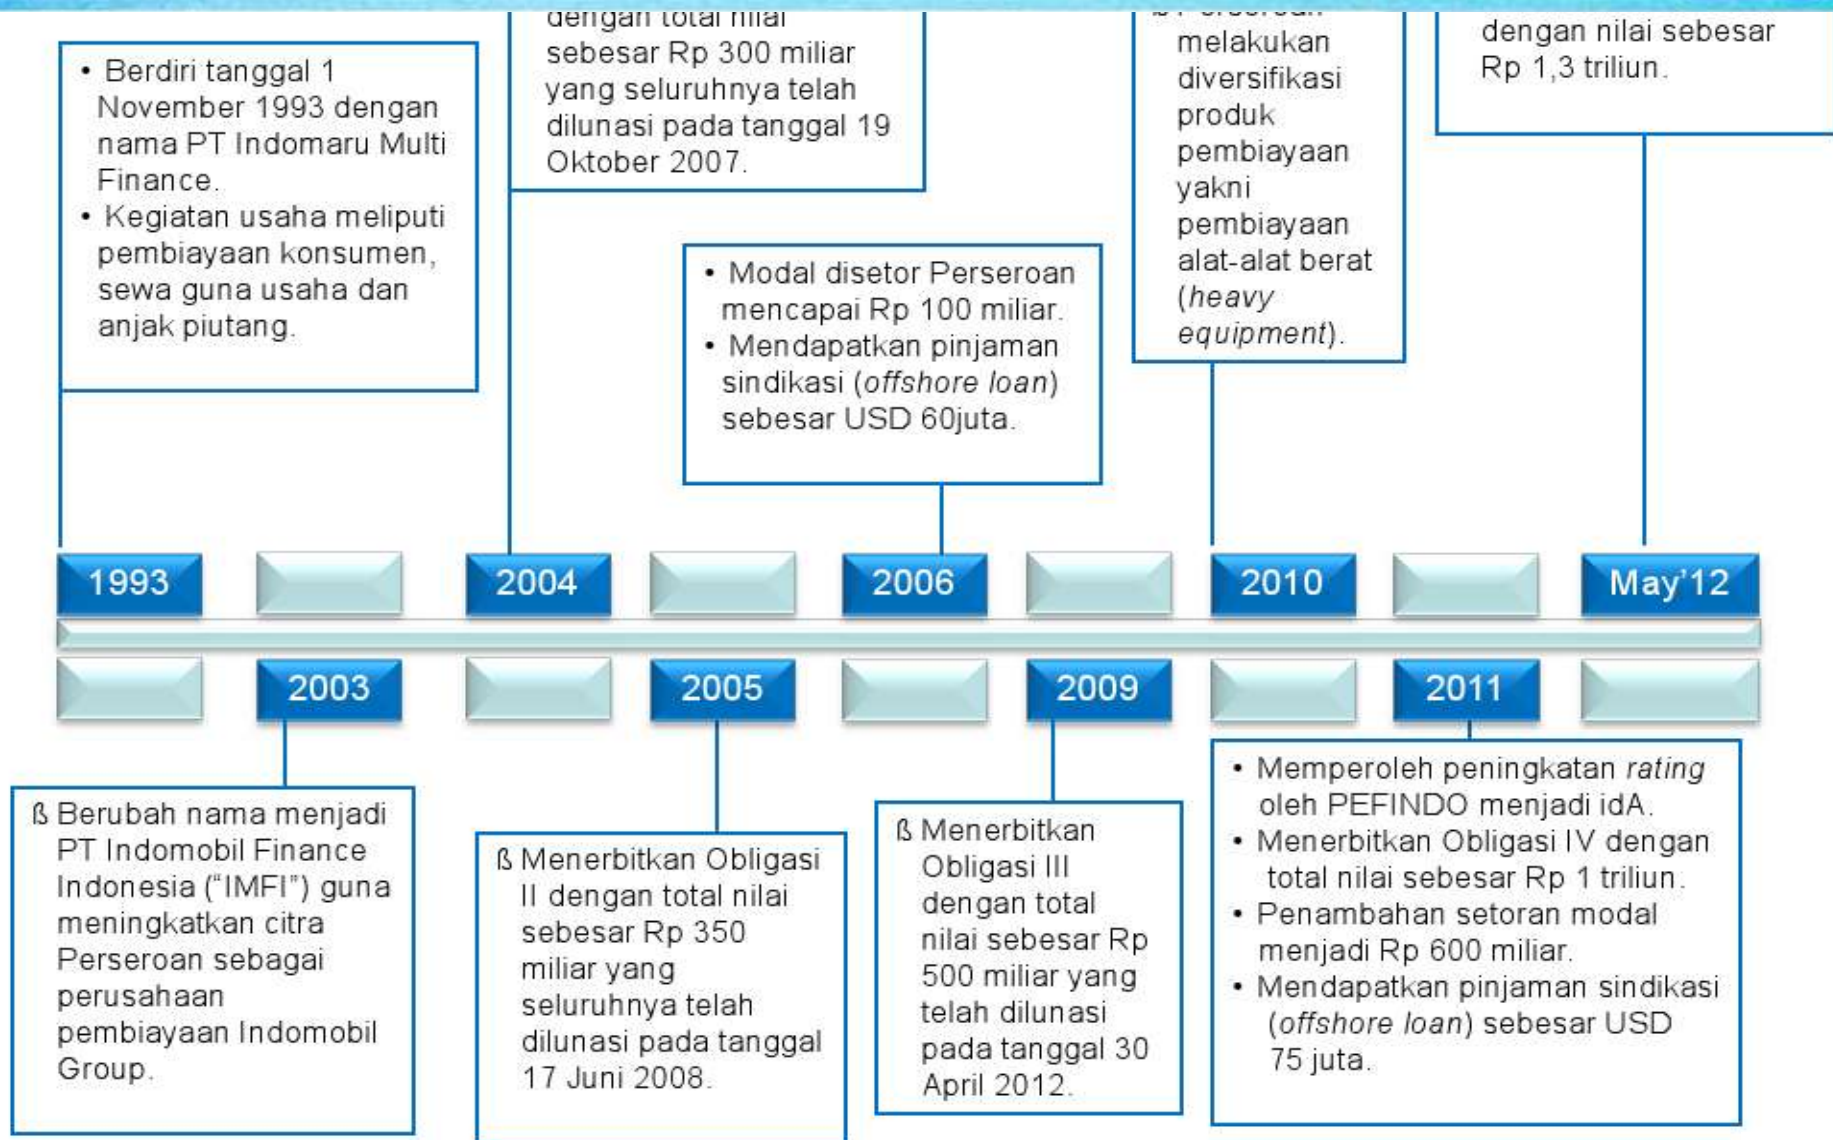 • Berdiri tanggal 1
November 1993 dengan
nama PT Indomaru Multi
Finance.
• Kegiatan usaha meliputi
pembiayaan konsumen,
sewa guna usaha dan
anjak piutang.
dengan total nilai
sebesar Rp 300 miliar
yang seluruhnya telah
dilunasi pada tanggal 19
Oktober 2007.
• Modal disetor Perseroan
mencapai Rp 100 miliar.
• Mendapatkan pinjaman
sindikasi (offshore loan)
sebesar USD 60juta.
ß Perseroan
melakukan
diversifikasi
produk
pembiayaan
yakni
pembiayaan
alat-alat berat
(heavy
equipment).
dengan nilai sebesar
Rp 1,3 triliun.
1993
2004
2006
2010
May'12
2003
2005
2009
2011
ß Berubah nama menjadi
PT Indomobil Finance
Indonesia (“IMFI”) guna
meningkatkan citra
Perseroan sebagai
perusahaan
pembiayaan Indomobil
Group.
ß Menerbitkan Obligasi
II dengan total nilai
sebesar Rp 350
miliar yang
seluruhnya telah
dilunasi pada tanggal
17 Juni 2008.
ß Menerbitkan
Obligasi III
dengan total
nilai sebesar Rp
500 miliar yang
telah dilunasi
pada tanggal 30
April 2012.
• Memperoleh peningkatan rating
oleh PEFINDO menjadi idA.
• Menerbitkan Obligasi IV dengan
total nilai sebesar Rp 1 triliun.
• Penambahan setoran modal
menjadi Rp 600 miliar.
• Mendapatkan pinjaman sindikasi
(offshore loan) sebesar USD
75 juta.